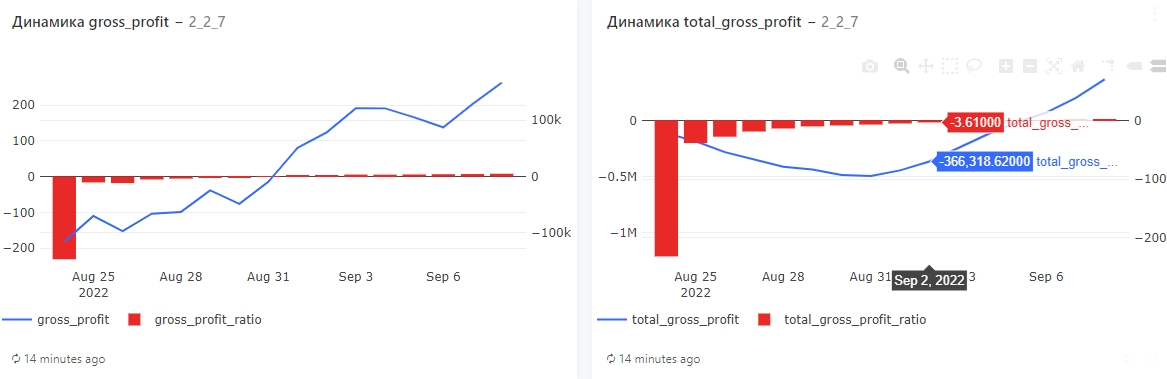 Динамика gross_profit – 2_2_7
200
100
0
−100
−200
100k
0
−100k
Aug 25
2022
Aug 28
Aug 31
Sep 3
Sep 6
gross_profit
gross_profit_ratio
14 minutes ago
Динамика total_gross_profit – 2_2_7
0
−0.5M
−1M
0
−100
−200
-3.61000 total_gross_...
-366,318.62000 total_gross_...
Aug 25
2022
Aug 28
Aug 31
Sep 2, 2022
3
Sep 6
total_gross_profit
total_gross_profit_ratio
14 minutes ago